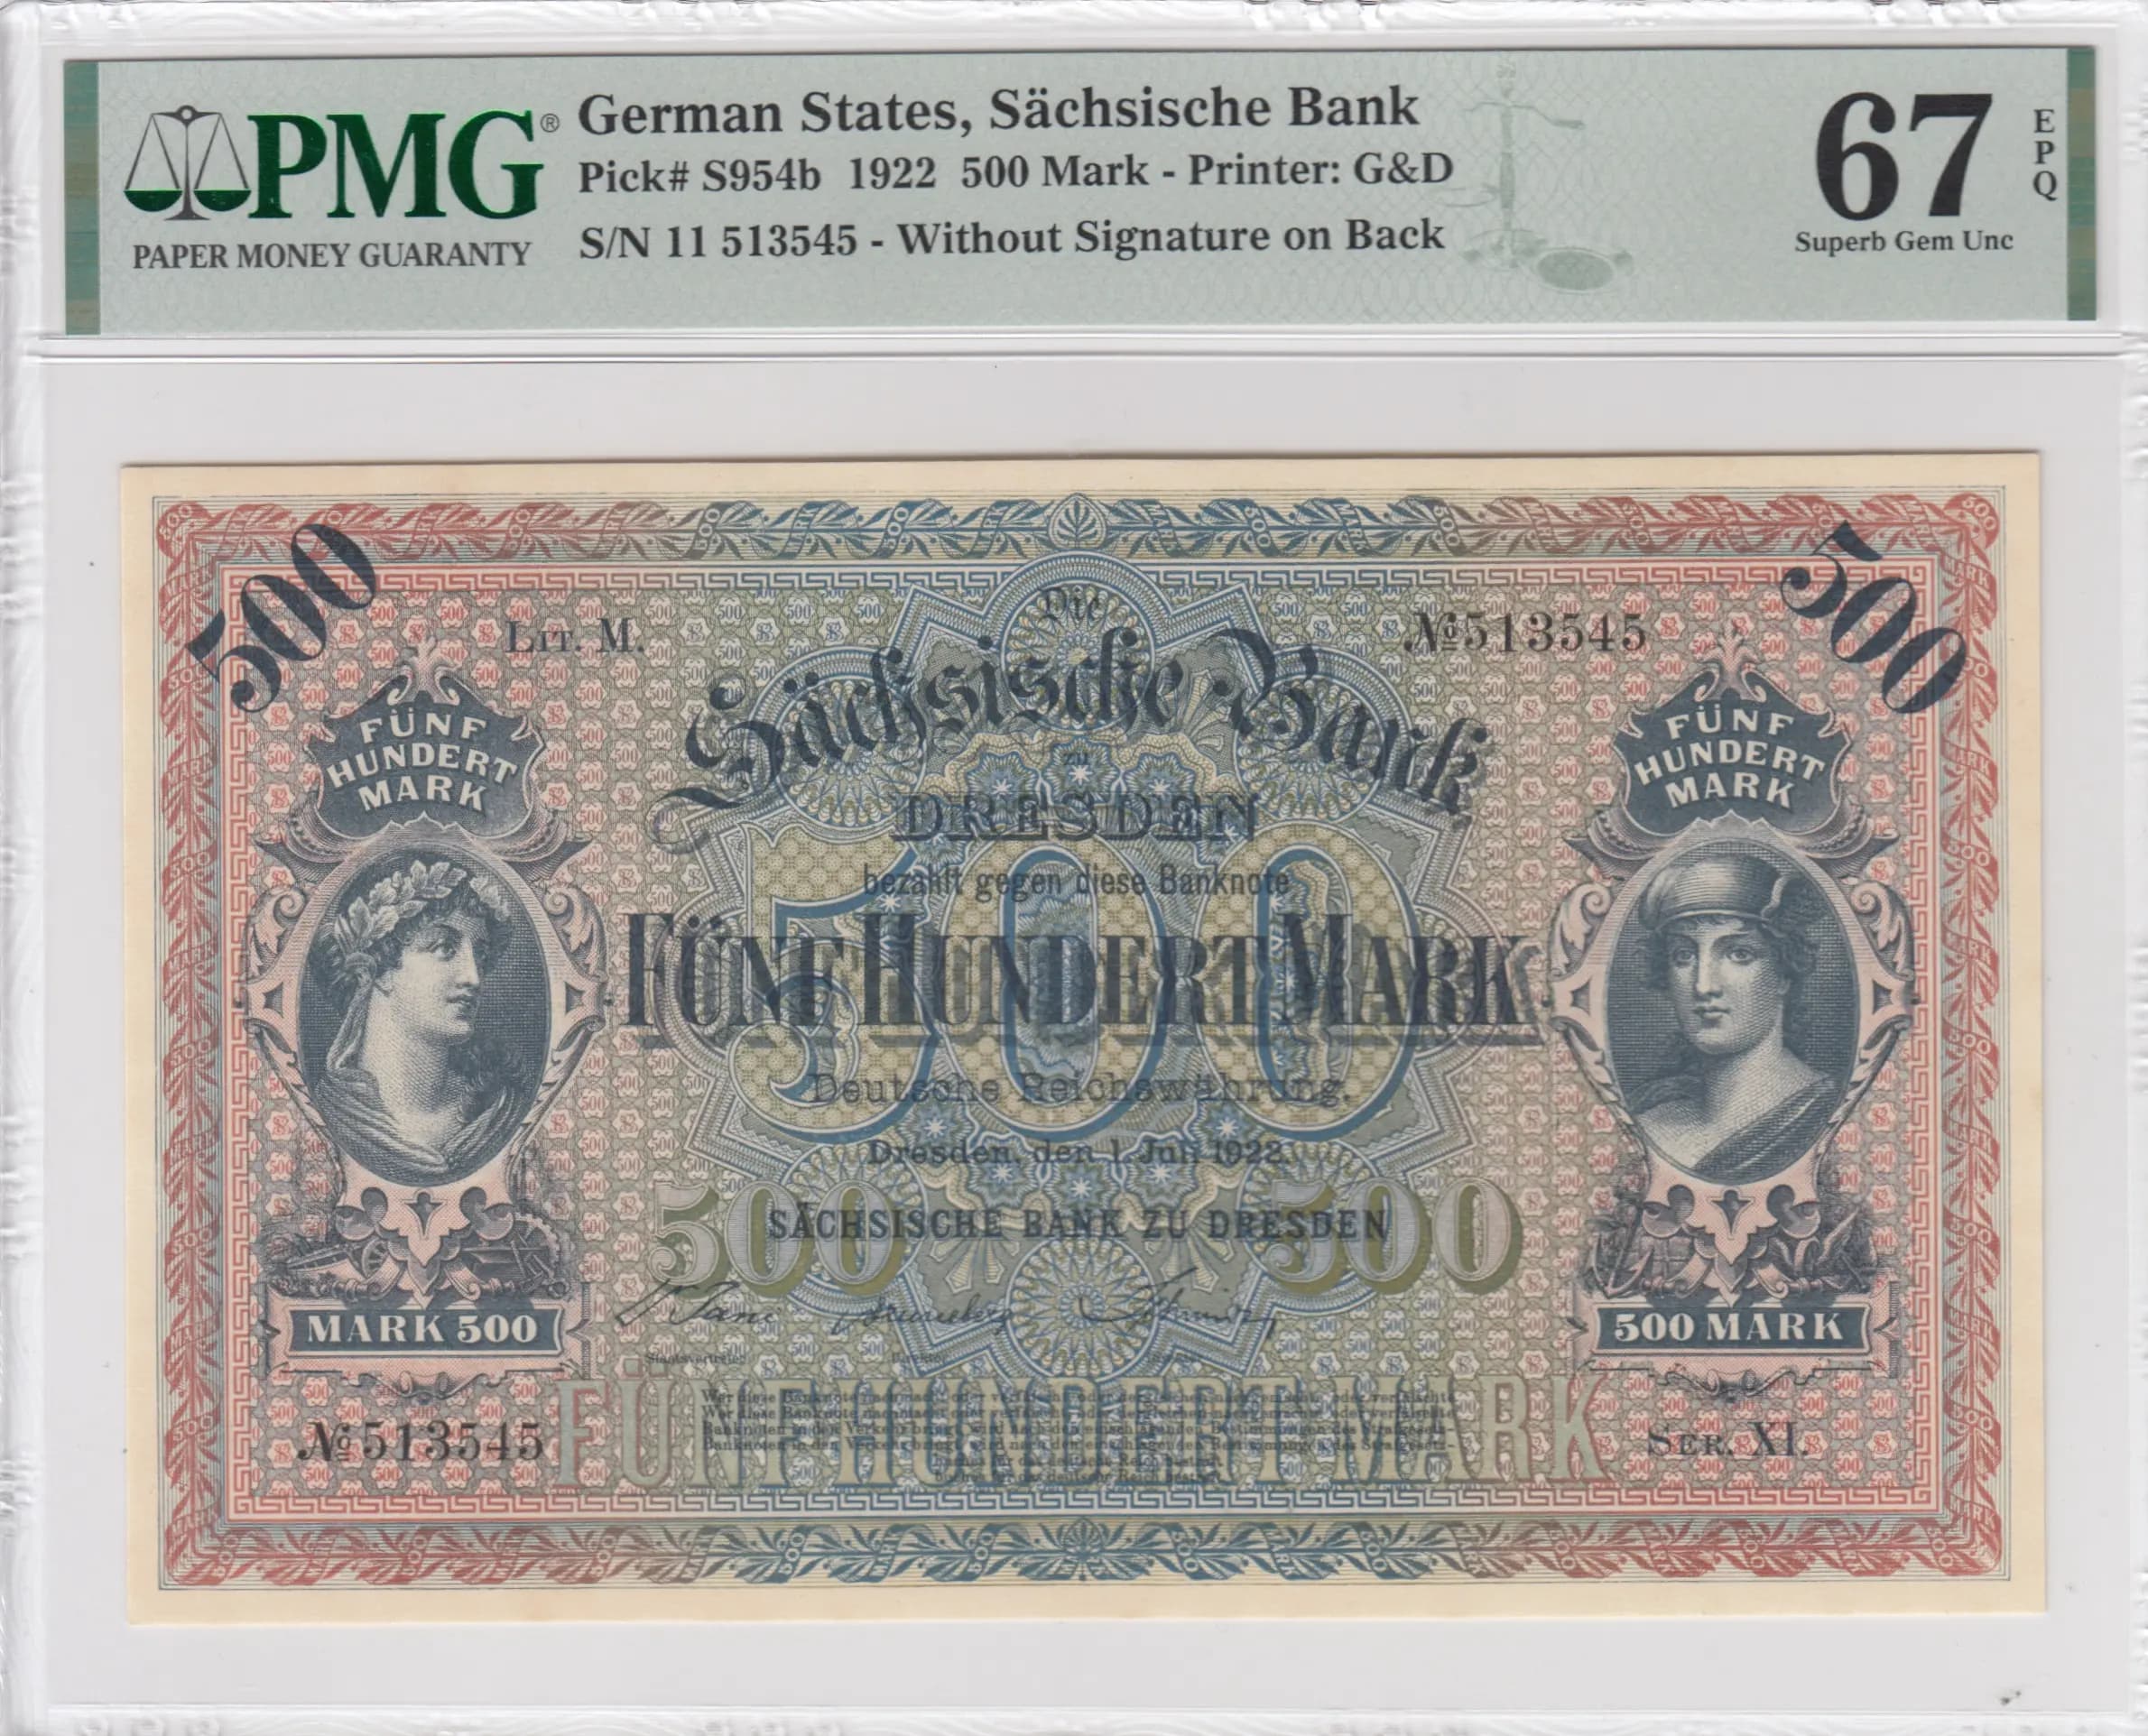 PMG®
PAPER MONEY GUARANTY
German States, Sächsische Bank
Pick# S954b 1922 500 Mark - Printer: G&D
S/N 11 513545 - Without Signature on Back
67
EPQ
Superb Gem Unc
500
500
LIT. M.
№513545
Die
Sächsische Bank
zu
DRESDEN
FÜNF
HUNDERT
MARK
FÜNF
HUNDERT
MARK
500
bezahlt gegen diese Banknote
FÜNF HUNDERT MARK
Deutsche Reichswährung.
Dresden, den 1. Juli 1922.
500
500
SÄCHSISCHE BANK ZU DRESDEN
MARK 500
500 MARK
Staatsvertreter
FÜNFHUNDERT MARK
№513545
SER. XI.